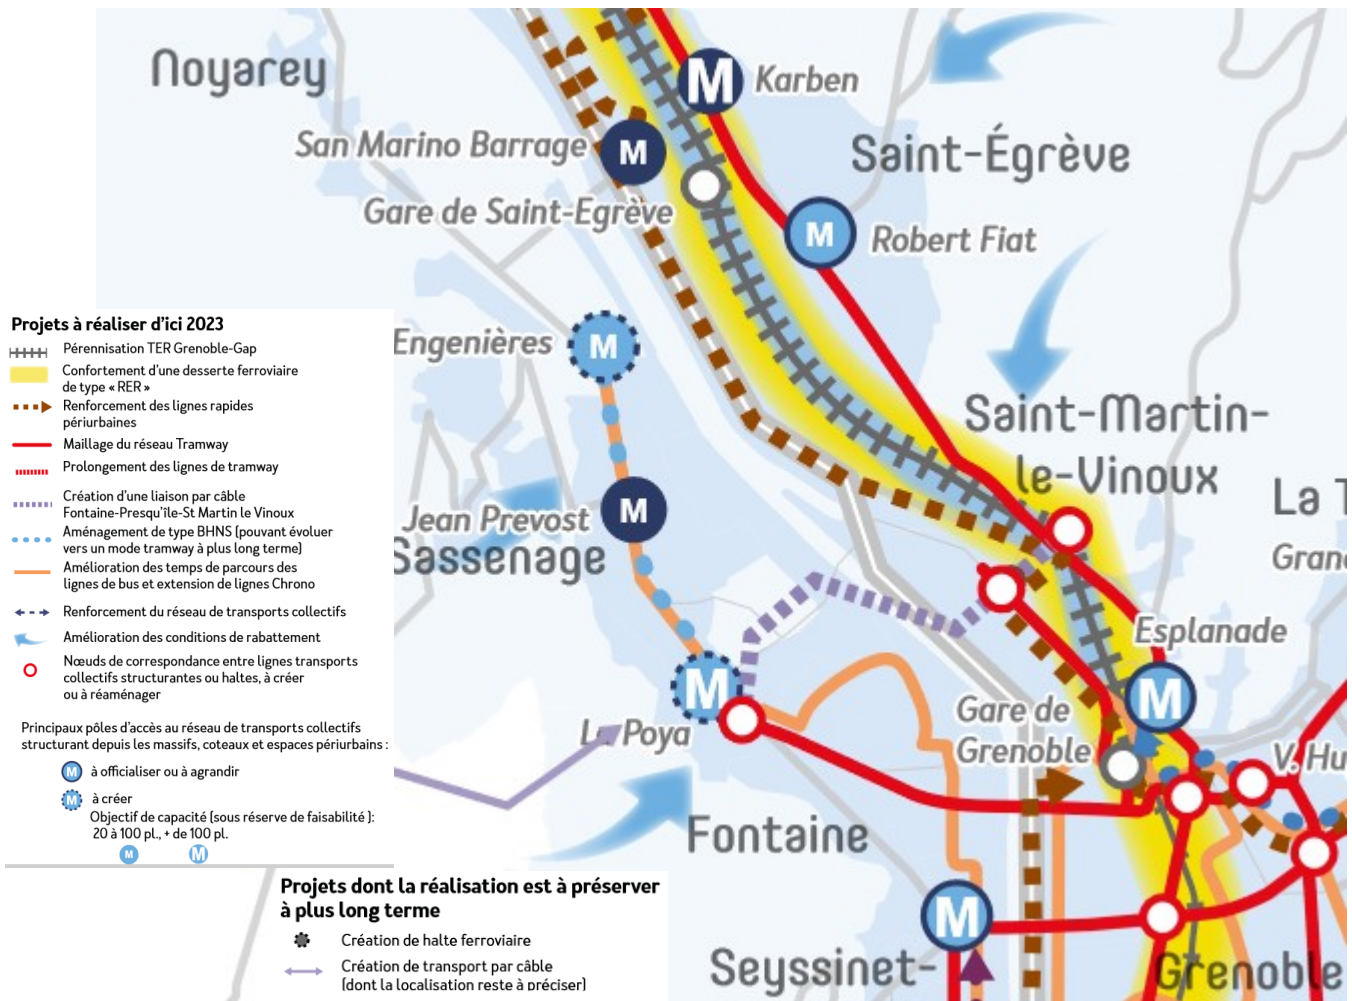 Noyarey
M
Karben
San Marino Barrage
M
Saint-Égrève
Gare de Saint-Egrève
M
Robert Fiat
Projets à réaliser d'ici 2023
Pérennisation TER Grenoble-Gap
Confortement d'une desserte ferroviaire
de type « RER »
Renforcement des lignes rapides
périurbaines
Maillage du réseau Tramway
Prolongement des lignes de tramway
Création d'une liaison par câble
Fontaine-Presqu'île-St Martin le Vinoux
Aménagement de type BHNS (pouvant évoluer
vers un mode tramway à plus long terme)
Amélioration des temps de parcours des
lignes de bus et extension de lignes Chrono
Renforcement du réseau de transports collectifs
Amélioration des conditions de rabattement
Nœuds de correspondance entre lignes transports
collectifs structurantes ou haltes, à créer
ou à réaménager
Principaux pôles d'accès au réseau de transports collectifs
structurant depuis les massifs, coteaux et espaces périurbains :
M
à officialiser ou à agrandir
M
à créer
Objectif de capacité (sous réserve de faisabilité ):
20 à 100 pl., + de 100 pl.
M
M
Engenières
M
Saint-Martin-
le-Vinoux
Jean Prevost
M
Sassenage
La
Esplanade
M
M
La Poya
Gare de
Grenoble
V. Hu
Fontaine
M
Seyssinet-
Grenoble
Projets dont la réalisation est à préserver
à plus long terme
Création de halte ferroviaire
Création de transport par câble
(dont la localisation reste à préciser)